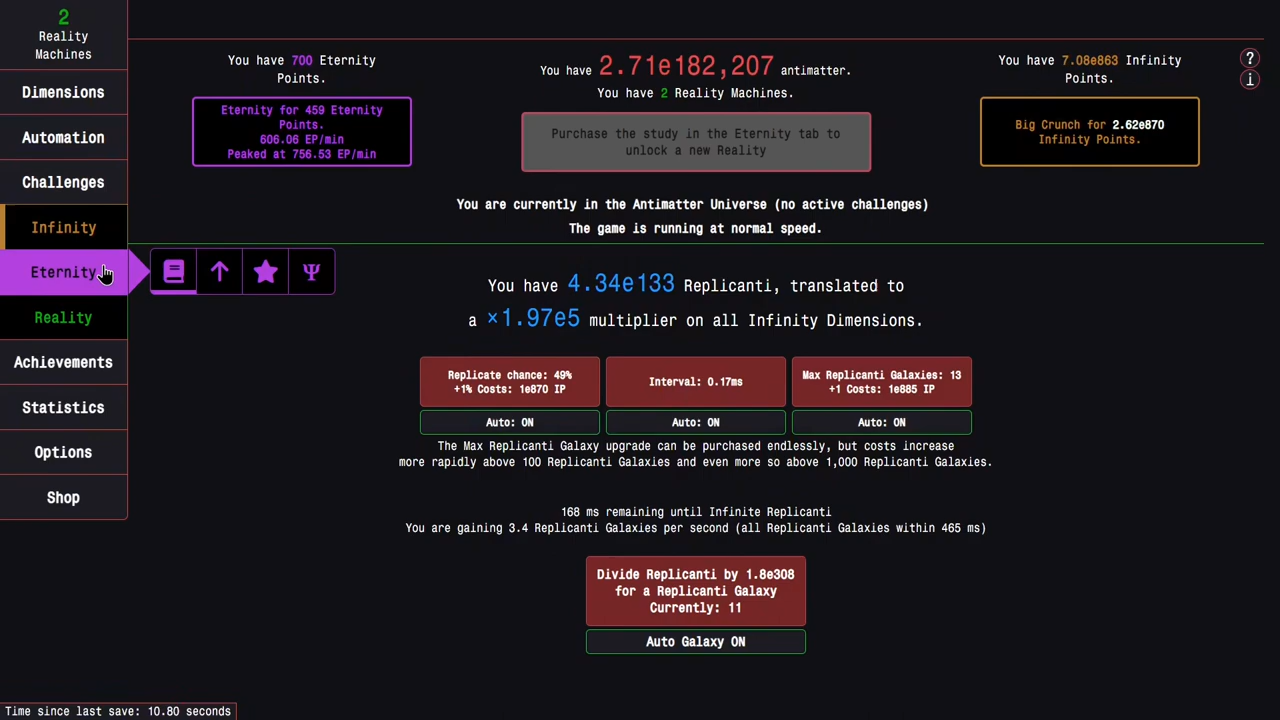 2
Reality
Machines
Dimensions
Automation
Challenges
Infinity
Eternity
Reality
Achievements
Statistics
Options
Shop
You have 700 Eternity
Points.
Eternity for 459 Eternity
Points.
606.06 EP/min
Peaked at 756.53 EP/min
You have 2.71e182,207 antimatter.
You have 2 Reality Machines.
Purchase the study in the Eternity tab to
unlock a new Reality
You have 7.08e863 Infinity
Points.
Big Crunch for 2.62e870
Infinity Points.
?
i
You are currently in the Antimatter Universe (no active challenges)
The game is running at normal speed.
Ψ
You have 4.34e133 Replicanti, translated to
a ×1.97e5 multiplier on all Infinity Dimensions.
Replicate chance: 49%
+1% Costs: 1e870 IP
Interval: 0.17ms
Max Replicanti Galaxies: 13
+1 Costs: 1e885 IP
Auto: ON
Auto: ON
Auto: ON
The Max Replicanti Galaxy upgrade can be purchased endlessly, but costs increase
more rapidly above 100 Replicanti Galaxies and even more so above 1,000 Replicanti Galaxies.
168 ms remaining until Infinite Replicanti
You are gaining 3.4 Replicanti Galaxies per second (all Replicanti Galaxies within 465 ms)
Divide Replicanti by 1.8e308
for a Replicanti Galaxy
Currently: 11
Auto Galaxy ON
Time since last save: 10.80 seconds